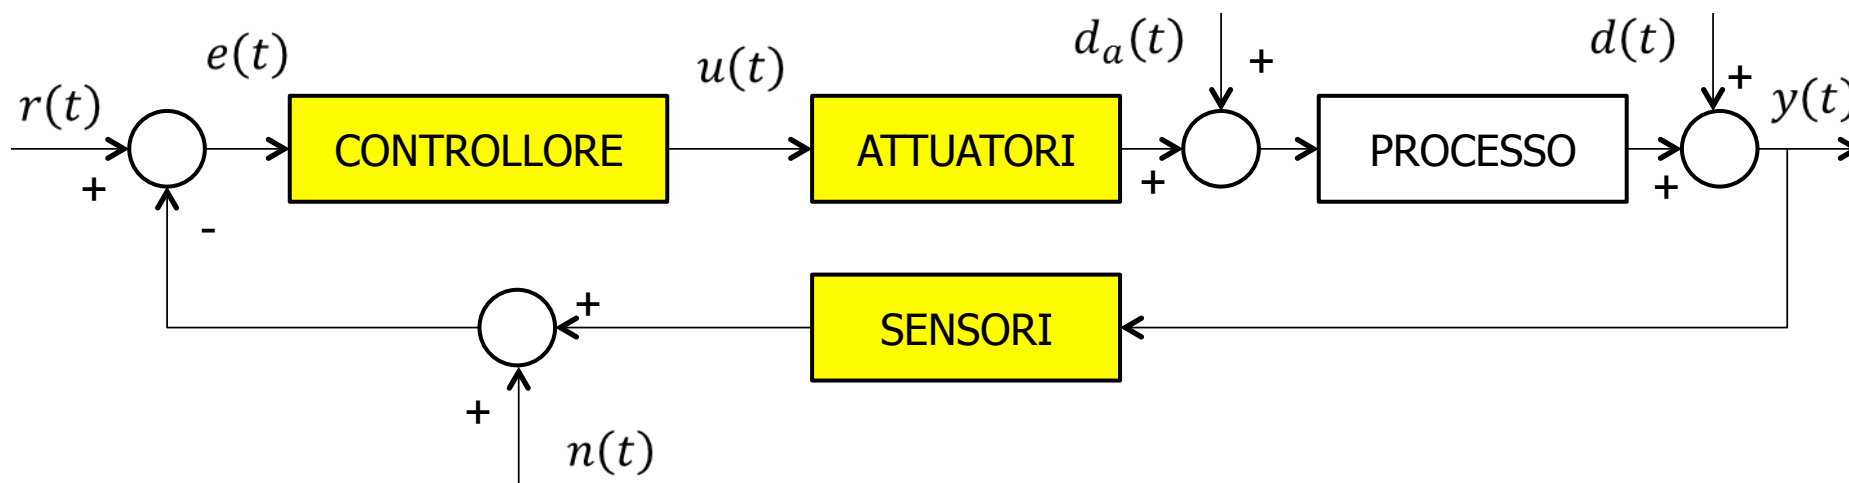 e(t)
u(t)
d_a(t)
d(t)
r(t)
+
+
y(t)
CONTROLLORE
ATTUATORI
PROCESSO
+
+
+
-
+
SENSORI
+
n(t)